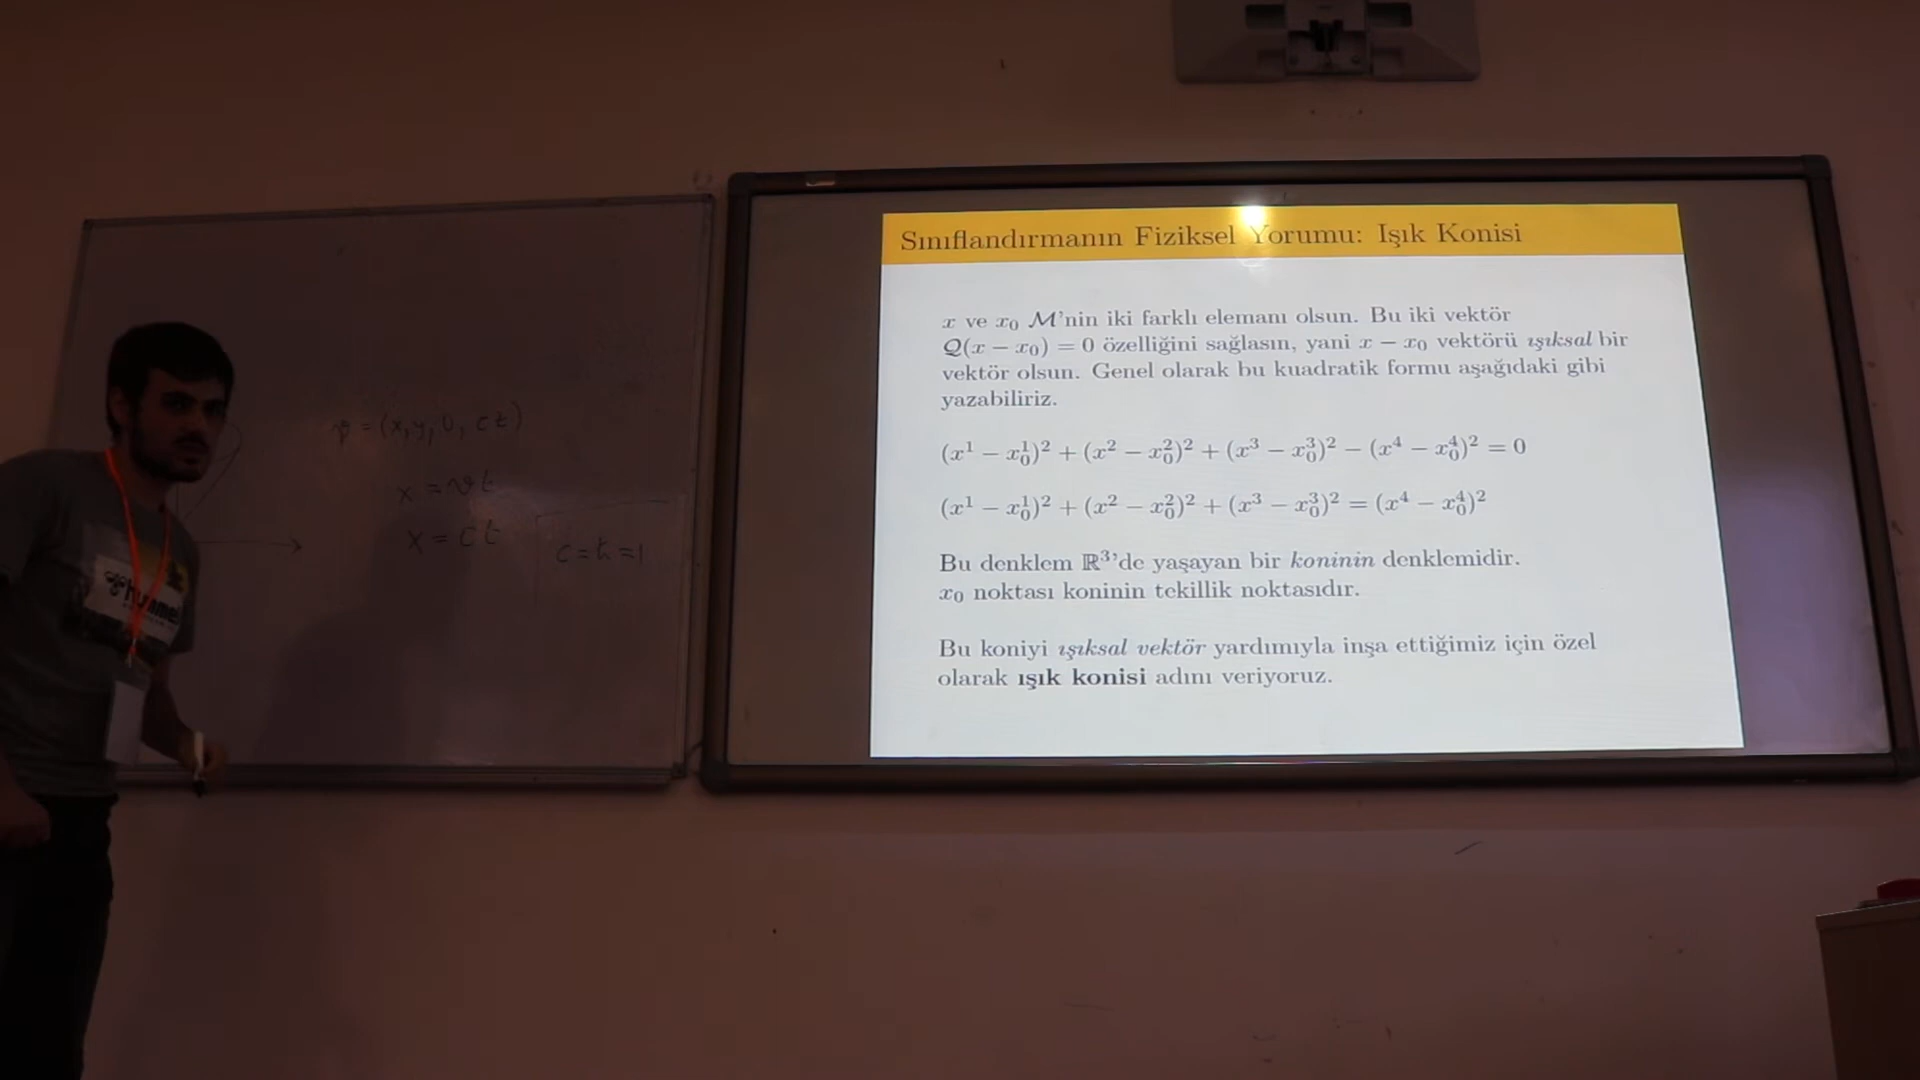 p = (x, y, 0, ct)
x = vt
x = ct
c = ℏ = 1
hummel
Sınıflandırmanın Fiziksel Yorumu: Işık Konisi
x ve x₀ ℳ'nin iki farklı elemanı olsun. Bu iki vektör
Q(x − x₀) = 0 özelliğini sağlasın, yani x − x₀ vektörü ışıksal bir
vektör olsun. Genel olarak bu kuadratik formu aşağıdaki gibi
yazabiliriz.
(x¹ − x₀¹)² + (x² − x₀²)² + (x³ − x₀³)² − (x⁴ − x₀⁴)² = 0
(x¹ − x₀¹)² + (x² − x₀²)² + (x³ − x₀³)² = (x⁴ − x₀⁴)²
Bu denklem ℝ³'de yaşayan bir koninin denklemidir.
x₀ noktası koninin tekillik noktasıdır.
Bu koniyi ışıksal vektör yardımıyla inşa ettiğimiz için özel
olarak ışık konisi adını veriyoruz.